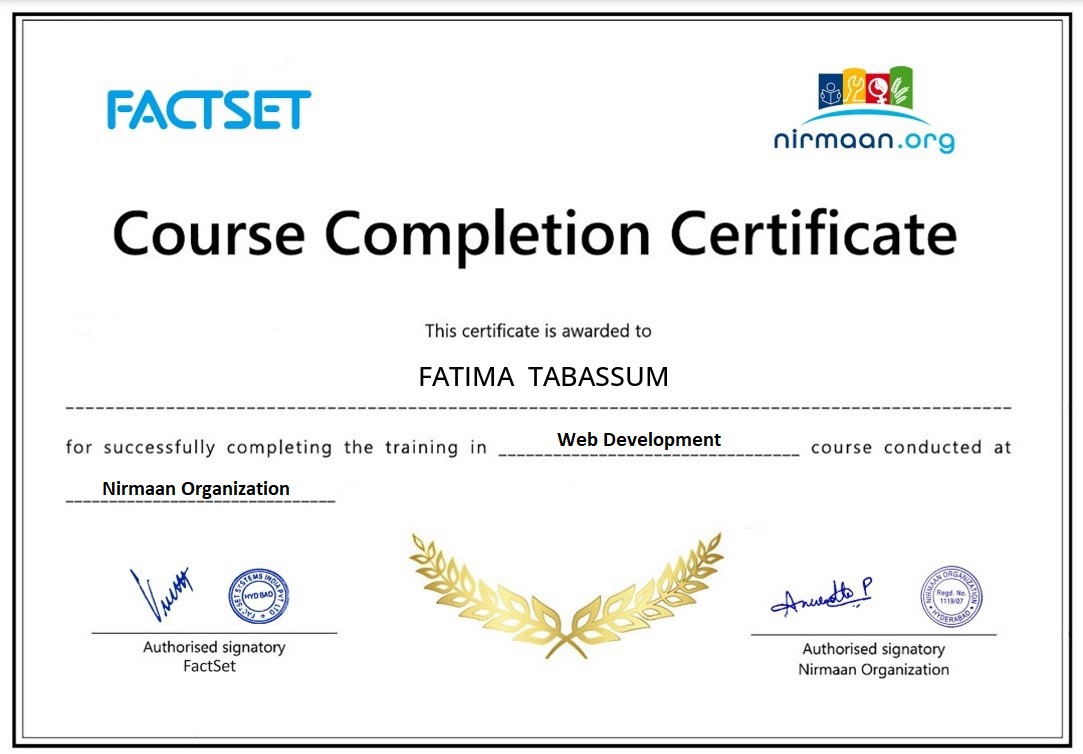 FACTSET
nirmaan.org
Course Completion Certificate
This certificate is awarded to
FATIMA TABASSUM
for successfully completing the training in Web Development course conducted at
Nirmaan Organization
FACTSET SYSTEMS INDIA PVT LTD
HYD BAD
NIRMAAN ORGANIZATION
Regd. No.
1119/07
HYDERABAD
Authorised signatory
FactSet
Authorised signatory
Nirmaan Organization